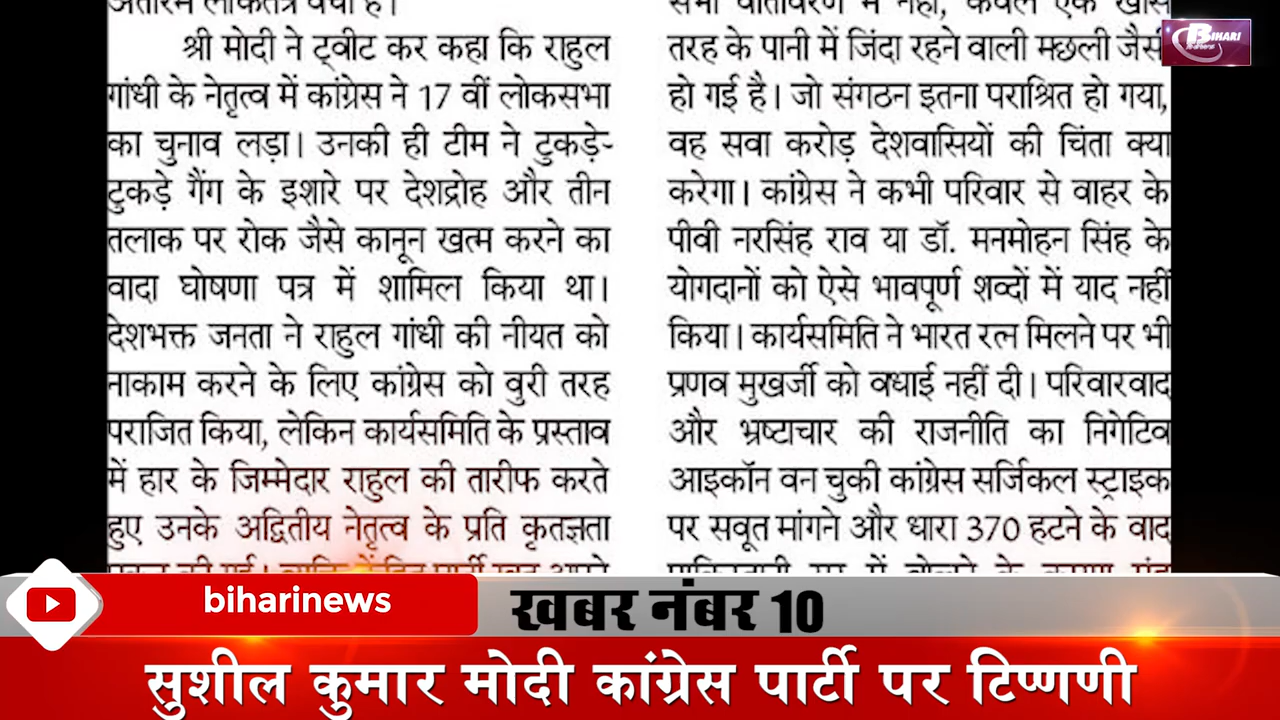 श्री मोदी ने ट्वीट कर कहा कि राहुल
गांधी के नेतृत्व में कांग्रेस ने 17 वीं लोकसभा
का चुनाव लड़ा। उनकी ही टीम ने टुकड़े-
टुकड़े गैंग के इशारे पर देशद्रोह और तीन
तलाक पर रोक जैसे कानून खत्म करने का
वादा घोषणा पत्र में शामिल किया था।
देशभक्त जनता ने राहुल गांधी की नीयत को
नाकाम करने के लिए कांग्रेस को वुरी तरह
पराजित किया, लेकिन कार्यसमिति के प्रस्ताव
में हार के जिम्मेदार राहुल की तारीफ करते
हुए उनके अद्वितीय नेतृत्व के प्रति कृतज्ञता
तरह के पानी में जिंदा रहने वाली मछली जैसी
हो गई है। जो संगठन इतना पराश्रित हो गया,
वह सवा करोड़ देशवासियों की चिंता क्या
करेगा। कांग्रेस ने कभी परिवार से वाहर के
पीवी नरसिंह राव या डॉ. मनमोहन सिंह के
योगदानों को ऐसे भावपूर्ण शव्दों में याद नहीं
किया। कार्यसमिति ने भारत रत्न मिलने पर भी
प्रणव मुखर्जी को वधाई नहीं दी। परिवारवाद
और भ्रष्टाचार की राजनीति का निगेटिव
आइकॉन वन चुकी कांग्रेस सर्जिकल स्ट्राइक
पर सवूत मांगने और धारा 370 हटने के वाद
BIHARI
biharinews
खबर नंबर 10
सुशील कुमार मोदी कांग्रेस पार्टी पर टिप्पणी